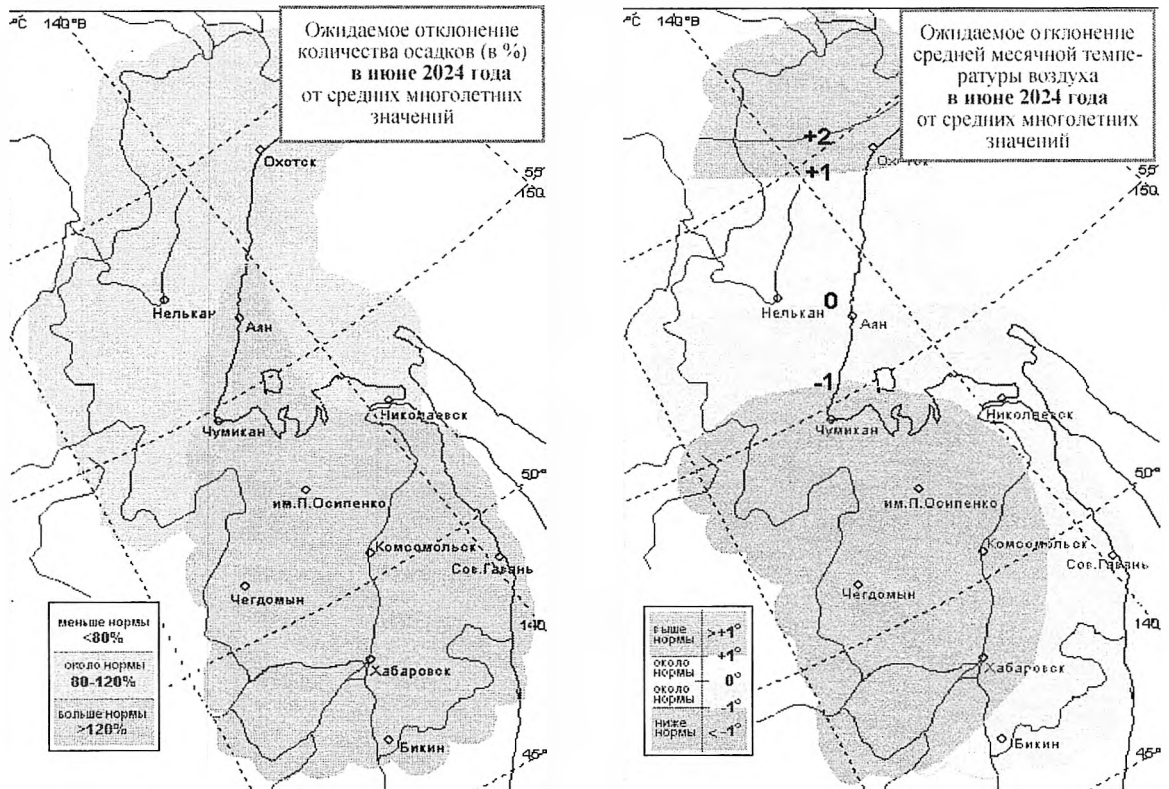 °C 140°В
Ожидаемое отклонение
количества осадков (в %)
в июне 2024 года
от средних многолетних
значений
Охотск
55
150
Нелькан
Аян
Чумикан
Николаевск
50°
им.П.Осипенко
Комсомольск
Сов.Гавань
Чегдомын
140
Хабаровск
Бикин
45°
меньше нормы
<80%
около нормы
80-120%
больше нормы
>120%
°C 140°В
Ожидаемое отклонение
средней месячной темпе-
ратуры воздуха
в июне 2024 года
от средних многолетних
значений
+2
+1
55
150
0
Нелькан
Аян
-1
Чумикан
Николаевск
50°
им.П.Осипенко
Комсомольск
Сов.Гавань
Чегдомын
140
Хабаровск
Бикин
45°
выше
нормы
>+1°
+1°
около
нормы
0°
около
нормы
-1°
ниже
нормы
< -1°